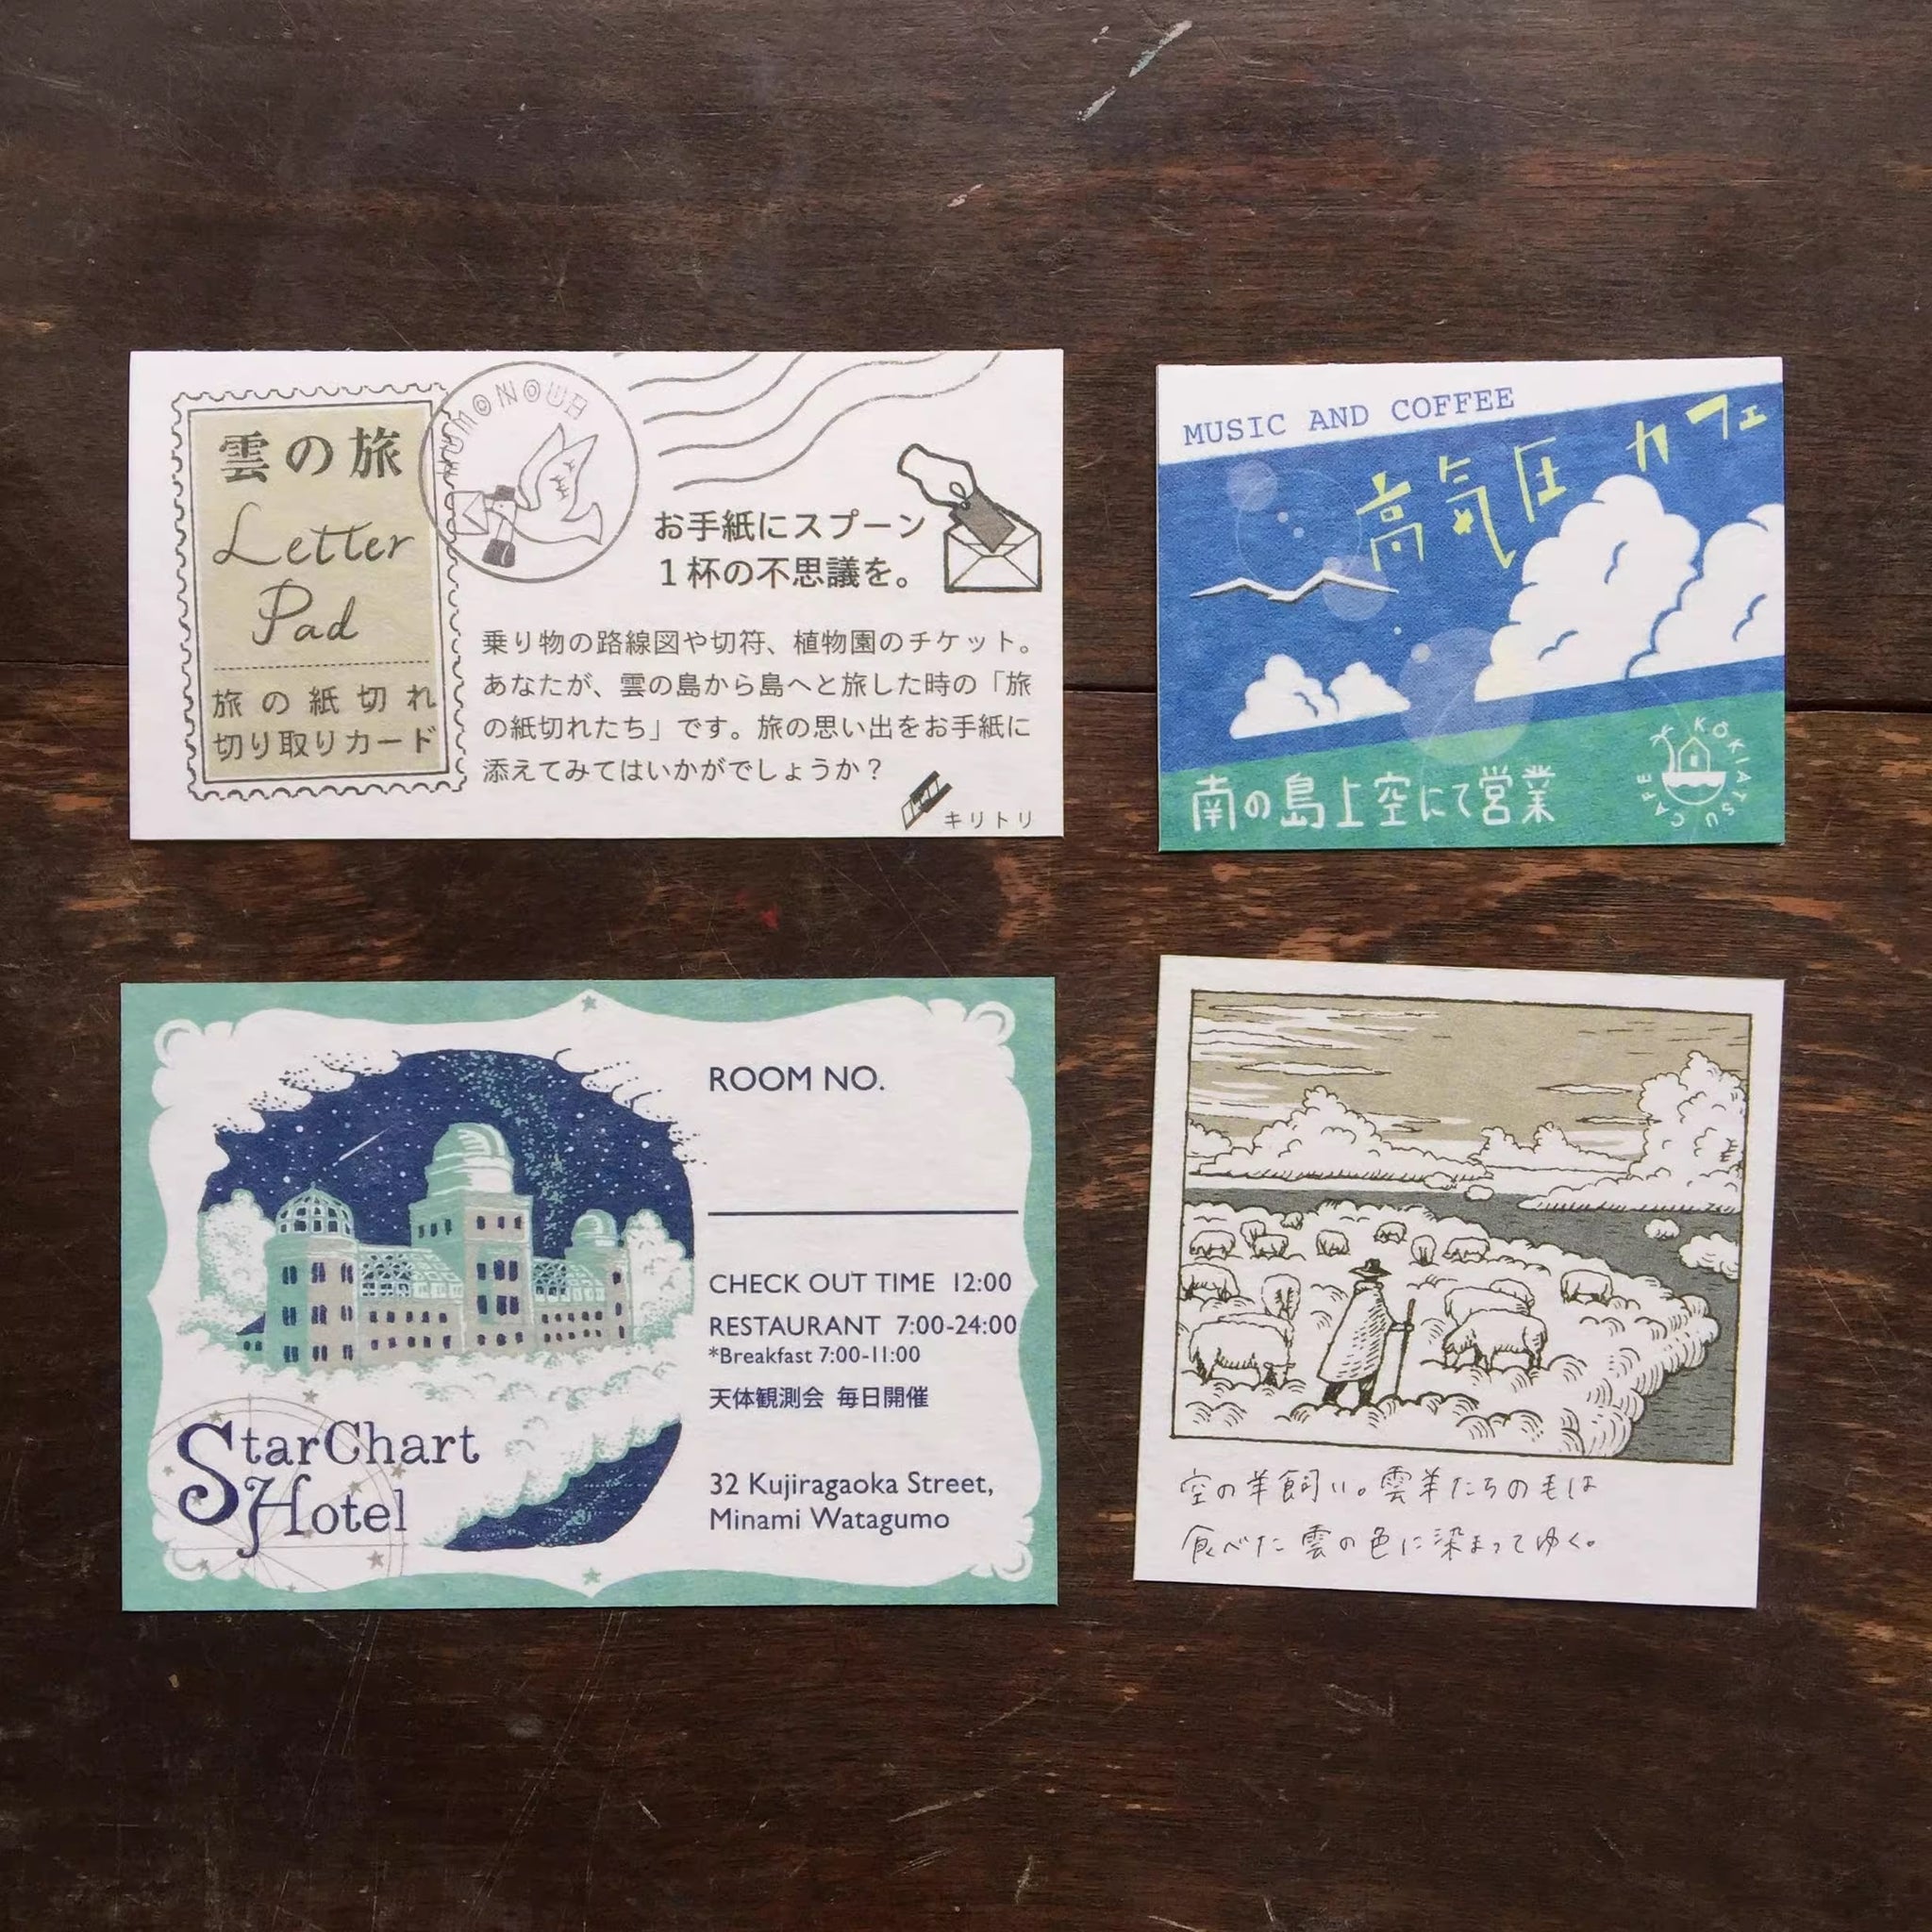 雲の旅
Letter
Pad
旅の紙切れ
切り取りカード
お手紙にスプーン
1杯の不思議を。
乗り物の路線図や切符、植物園のチケット。
あなたが、雲の島から島へと旅した時の「旅
の紙切れたち」です。旅の思い出をお手紙に
添えてみてはいかがでしょうか？
キリトリ
MUSIC AND COFFEE
高気圧カフェ
南の島上空にて営業
KOKIATSU CAFE
StarChart
Hotel
ROOM NO.
CHECK OUT TIME 12:00
RESTAURANT 7:00-24:00
*Breakfast 7:00-11:00
天体観測会 毎日開催
32 Kujiragaoka Street,
Minami Watagumo
空の羊飼い。雲羊たちの毛は
食べた雲の色に染まってゆく。